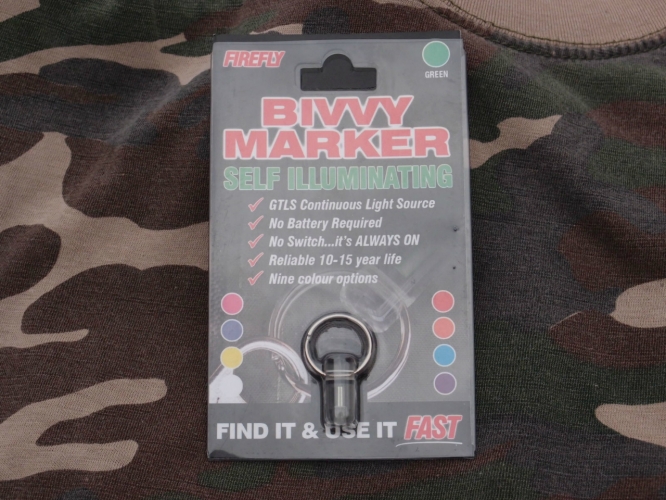 FIREFLY
GREEN
BIVVY
MARKER
SELF ILLUMINATING
GTLS Continuous Light Source
No Battery Required
No Switch...it's ALWAYS ON
Reliable 10-15 year life
Nine colour options
FIND IT & USE IT FAST